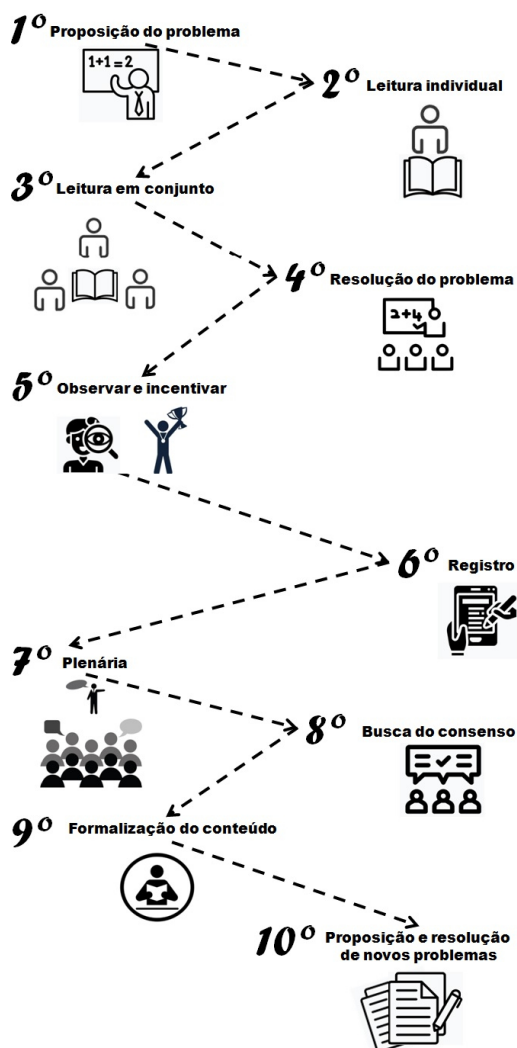 1º Proposição do problema
1+1=2
2º Leitura individual
3º Leitura em conjunto
4º Resolução do problema
2+4
5º Observar e incentivar
6º Registro
7º Plenária
8º Busca do consenso
9º Formalização do conteúdo
10º Proposição e resolução
de novos problemas